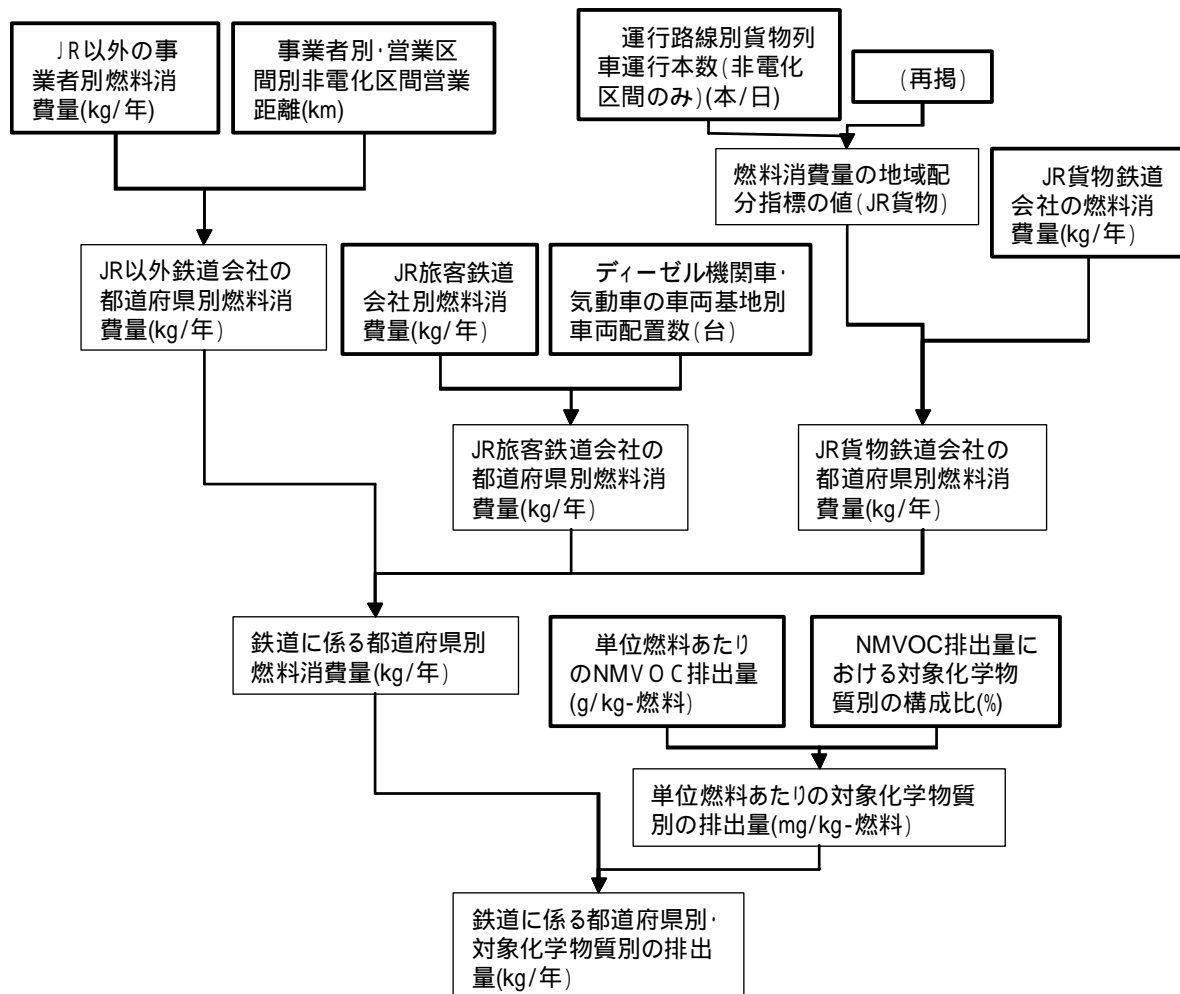 JR以外の事
業者別燃料消
費量(kg/年)
事業者別・営業区
間別非電化区間営業
距離(km)
運行路線別貨物列
車運行本数(非電化
区間のみ)(本/日)
(再掲)
燃料消費量の地域配
分指標の値(JR貨物)
JR貨物鉄道
会社の燃料消
費量(kg/年)
JR以外鉄道会社の
都道府県別燃料消
費量(kg/年)
JR旅客鉄道
会社別燃料消
費量(kg/年)
ディーゼル機関車・
気動車の車両基地別
車両配置数(台)
JR旅客鉄道会社の
都道府県別燃料消
費量(kg/年)
JR貨物鉄道会社の
都道府県別燃料消
費量(kg/年)
鉄道に係る都道府県別
燃料消費量(kg/年)
単位燃料あたり
のNMVOC排出量
(g/kg-燃料)
NMVOC排出量に
おける対象化学物
質別の構成比(%)
単位燃料あたりの対象化学物質
別の排出量(mg/kg-燃料)
鉄道に係る都道府県別・
対象化学物質別の排出
量(kg/年)